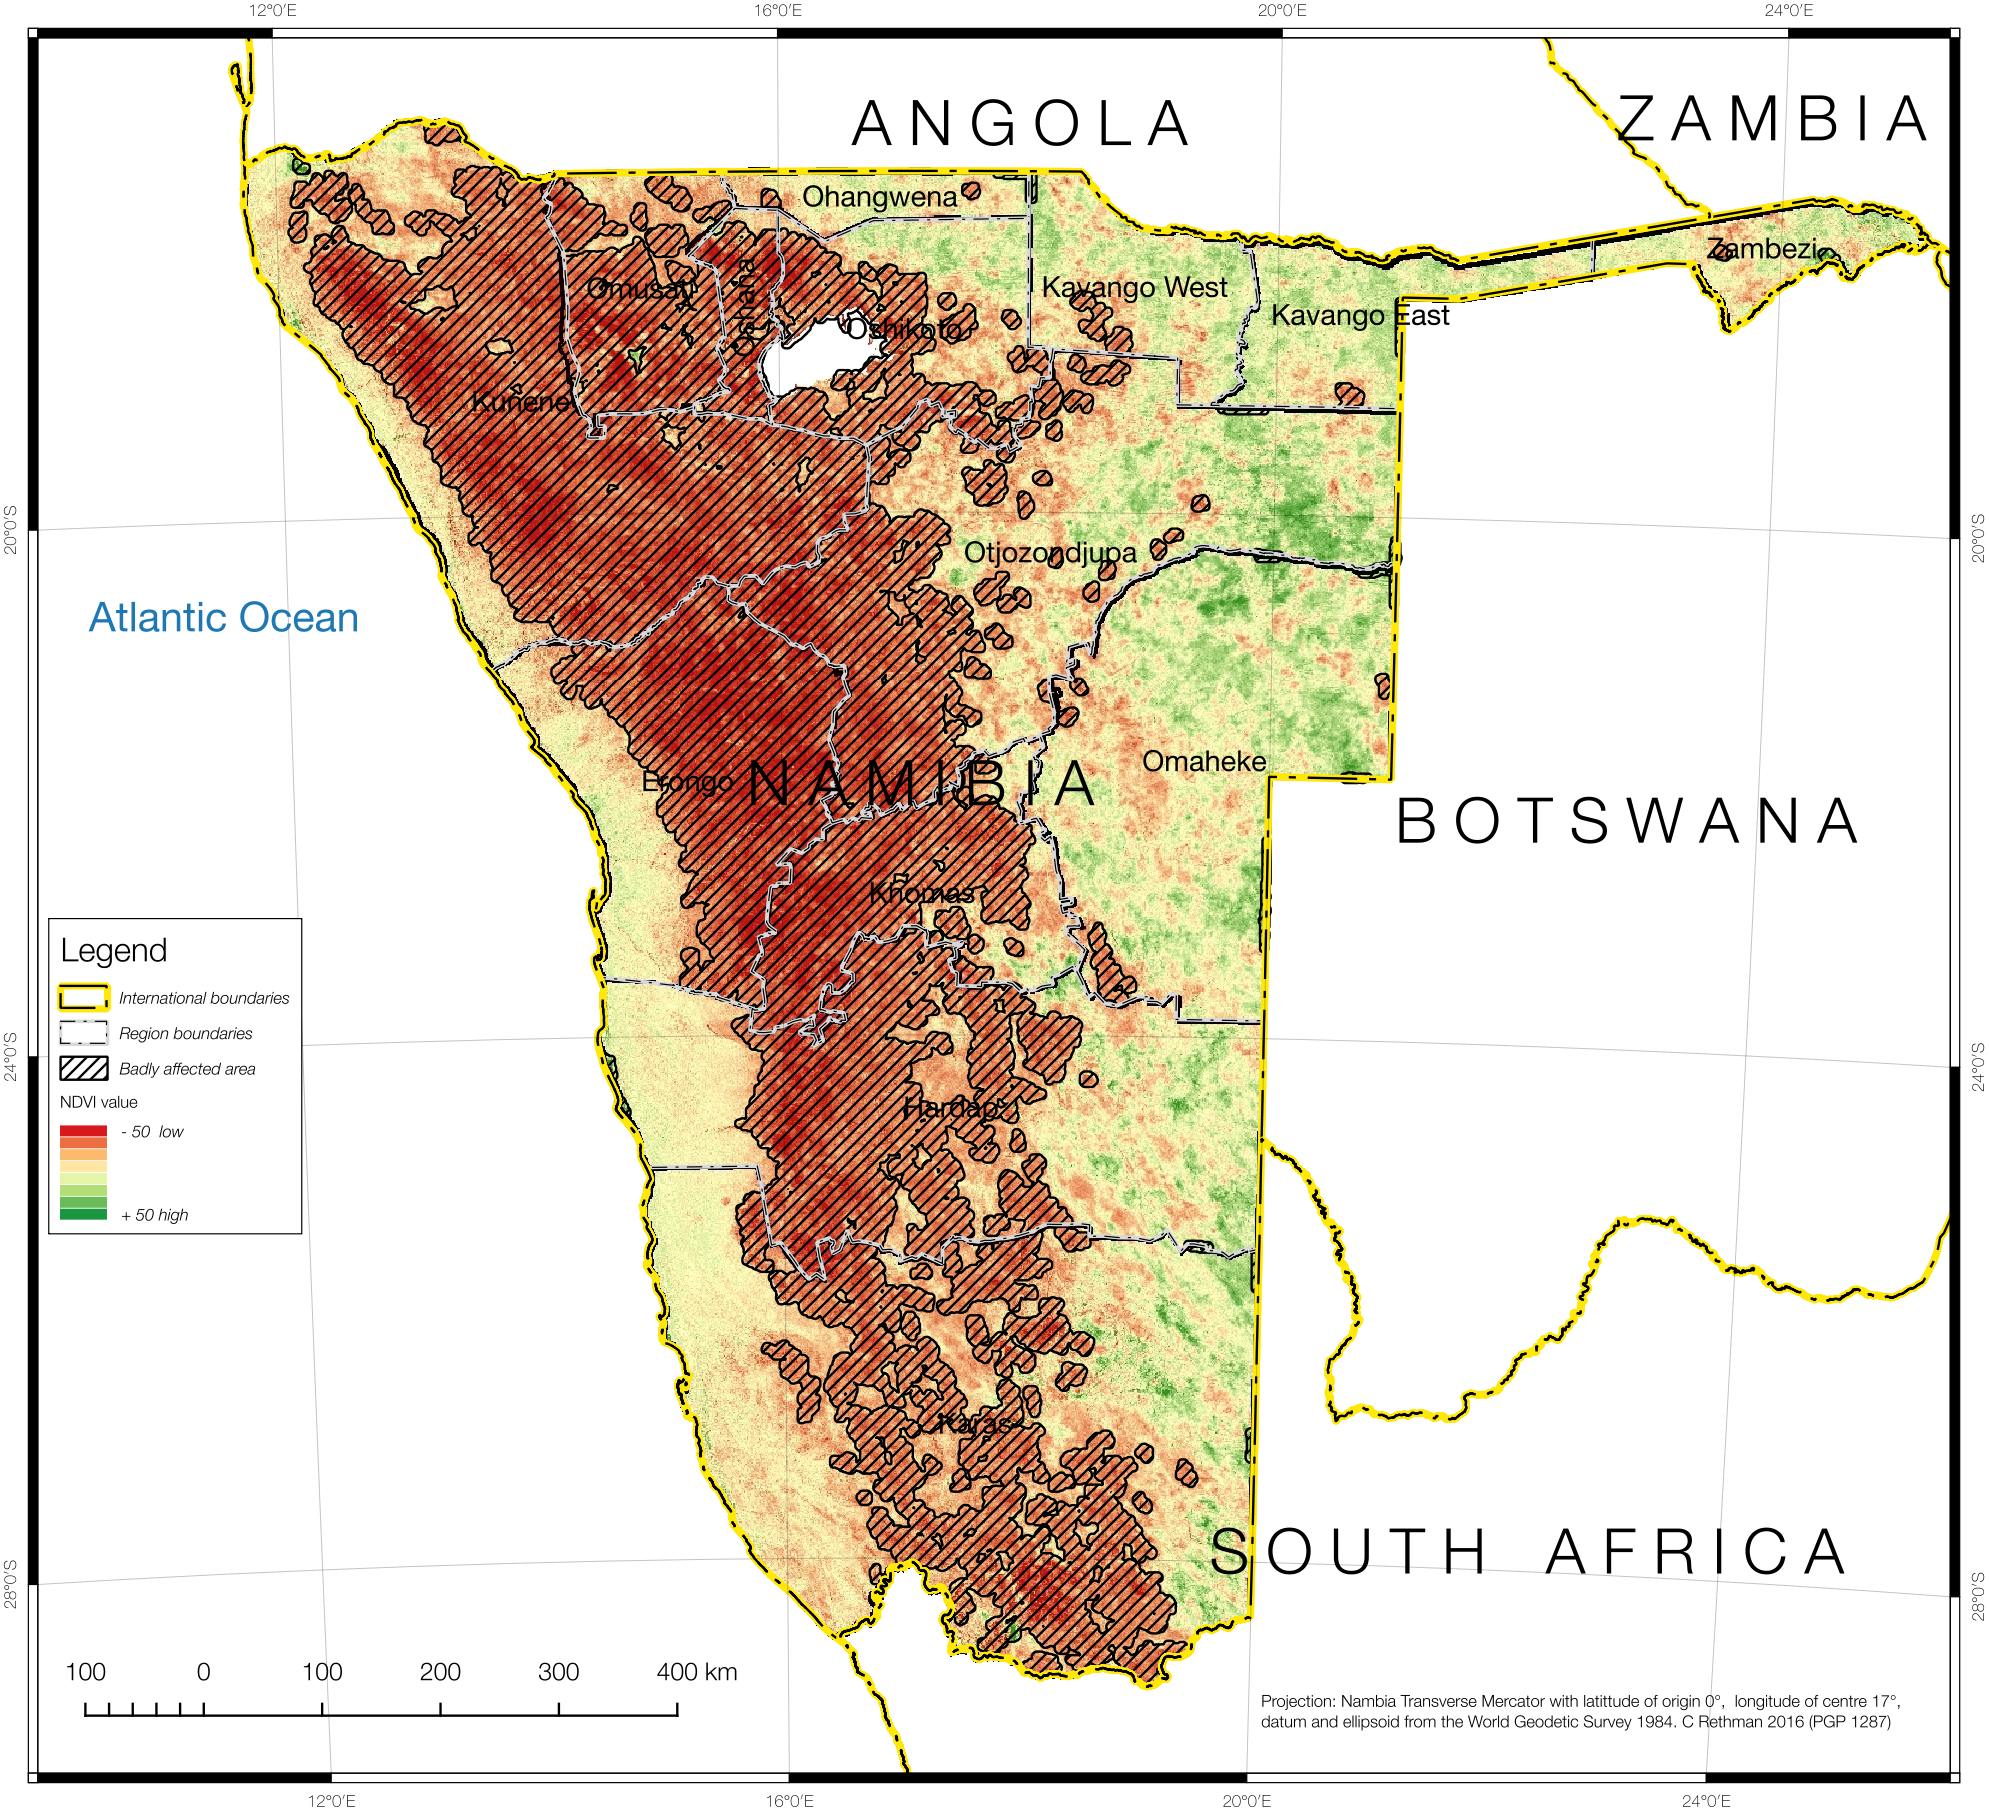 12°0'E 16°0'E 20°0'E 24°0'E
ANGOLA
ZAMBIA
Ohangwena
Zambezi
Omusati
Oshana
Kavango West
Oshikoto
Kavango East
Kunene
20°0'S
20°0'S
Otjozondjupa
Atlantic Ocean
Omaheke
Erongo
NAMIBIA
BOTSWANA
Khomas
Legend
International boundaries
Region boundaries
Badly affected area
NDVI value
- 50 low
+ 50 high
24°0'S
24°0'S
Hardap
Karas
SOUTH AFRICA
28°0'S
28°0'S
100 0 100 200 300 400 km
Projection: Nambia Transverse Mercator with latittude of origin 0°, longitude of centre 17°,
datum and ellipsoid from the World Geodetic Survey 1984. C Rethman 2016 (PGP 1287)
12°0'E 16°0'E 20°0'E 24°0'E